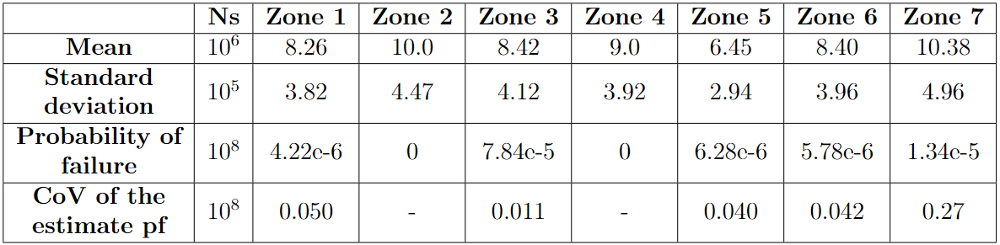 Ns Zone 1 Zone 2 Zone 3 Zone 4 Zone 5 Zone 6 Zone 7
Mean 10^6 8.26 10.0 8.42 9.0 6.45 8.40 10.38
Standard
deviation 10^5 3.82 4.47 4.12 3.92 2.94 3.96 4.96
Probability of
failure 10^8 4.22e-6 0 7.84e-5 0 6.28e-6 5.78e-6 1.34e-5
CoV of the
estimate pf 10^8 0.050 - 0.011 - 0.040 0.042 0.27